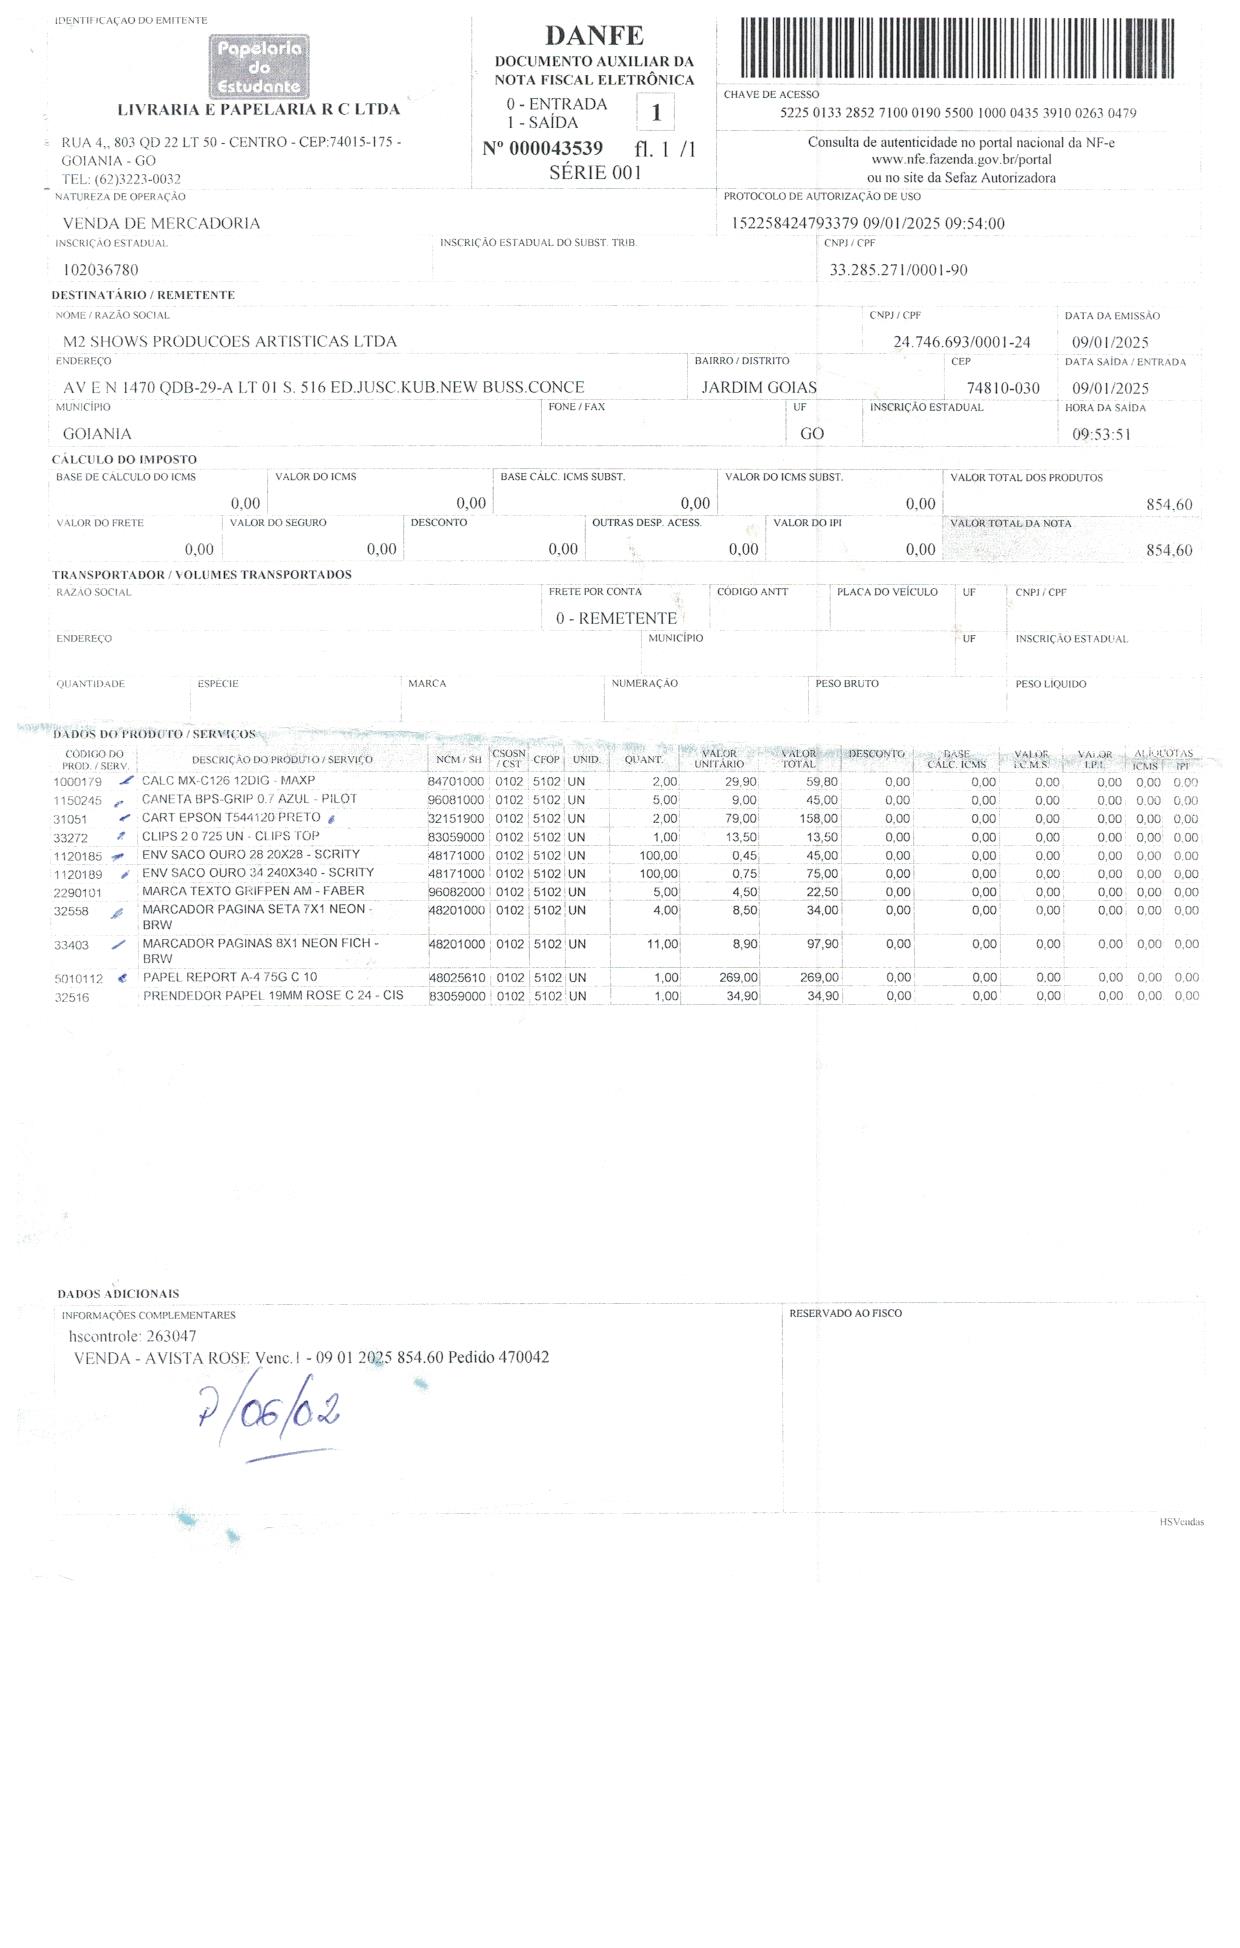 IDENTIFICAÇÃO DO EMITENTE
Papelaria
do
Estudante
LIVRARIA E PAPELARIA R C LTDA
RUA 4,, 803 QD 22 LT 50 - CENTRO - CEP:74015-175 -
GOIANIA - GO
TEL: (62)3223-0032
DANFE
DOCUMENTO AUXILIAR DA
NOTA FISCAL ELETRÔNICA
0 - ENTRADA
1 - SAÍDA
1
Nº 000043539 fl. 1 /1
SÉRIE 001
CHAVE DE ACESSO
5225 0133 2852 7100 0190 5500 1000 0435 3910 0263 0479
Consulta de autenticidade no portal nacional da NF-e
www.nfe.fazenda.gov.br/portal
ou no site da Sefaz Autorizadora
NATUREZA DE OPERAÇÃO
VENDA DE MERCADORIA
PROTOCOLO DE AUTORIZAÇÃO DE USO
152258424793379 09/01/2025 09:54:00
INSCRIÇÃO ESTADUAL
102036780
INSCRIÇÃO ESTADUAL DO SUBST. TRIB.
CNPJ / CPF
33.285.271/0001-90
DESTINATÁRIO / REMETENTE
NOME / RAZÃO SOCIAL
M2 SHOWS PRODUCOES ARTISTICAS LTDA
CNPJ / CPF
24.746.693/0001-24
DATA DA EMISSÃO
09/01/2025
ENDEREÇO
AV E N 1470 QDB-29-A LT 01 S. 516 ED.JUSC.KUB.NEW BUSS.CONCE
BAIRRO / DISTRITO
JARDIM GOIAS
CEP
74810-030
DATA SAÍDA / ENTRADA
09/01/2025
MUNICÍPIO
GOIANIA
FONE / FAX
UF
GO
INSCRIÇÃO ESTADUAL
HORA DA SAÍDA
09:53:51
CÁLCULO DO IMPOSTO
BASE DE CÁLCULO DO ICMS
0,00
VALOR DO ICMS
0,00
BASE CÁLC. ICMS SUBST.
0,00
VALOR DO ICMS SUBST.
0,00
VALOR TOTAL DOS PRODUTOS
854,60
VALOR DO FRETE
0,00
VALOR DO SEGURO
0,00
DESCONTO
0,00
OUTRAS DESP. ACESS.
0,00
VALOR DO IPI
0,00
VALOR TOTAL DA NOTA
854,60
TRANSPORTADOR / VOLUMES TRANSPORTADOS
RAZÃO SOCIAL
FRETE POR CONTA
0 - REMETENTE
CÓDIGO ANTT
PLACA DO VEÍCULO
UF
CNPJ / CPF
ENDEREÇO
MUNICÍPIO
UF
INSCRIÇÃO ESTADUAL
QUANTIDADE
ESPÉCIE
MARCA
NUMERAÇÃO
PESO BRUTO
PESO LÍQUIDO
DADOS DO PRODUTO / SERVIÇOS
CÓDIGO DO PROD. / SERV. DESCRIÇÃO DO PRODUTO / SERVIÇO NCM / SH CSOSN / CST CFOP UNID. QUANT. VALOR UNITÁRIO VALOR TOTAL DESCONTO BASE CÁLC. ICMS VALOR I.C.M.S. VALOR I.P.I. ALÍQUOTAS ICMS IPI
1000179 CALC MX-C126 12DIG - MAXP 84701000 0102 5102 UN 2,00 29,90 59,80 0,00 0,00 0,00 0,00 0,00 0,00
1150245 CANETA BPS-GRIP 0.7 AZUL - PILOT 96081000 0102 5102 UN 5,00 9,00 45,00 0,00 0,00 0,00 0,00 0,00 0,00
31051 CART EPSON T544120 PRETO 32151900 0102 5102 UN 2,00 79,00 158,00 0,00 0,00 0,00 0,00 0,00 0,00
33272 CLIPS 2 0 725 UN - CLIPS TOP 83059000 0102 5102 UN 1,00 13,50 13,50 0,00 0,00 0,00 0,00 0,00 0,00
1120185 ENV SACO OURO 28 20X28 - SCRITY 48171000 0102 5102 UN 100,00 0,45 45,00 0,00 0,00 0,00 0,00 0,00 0,00
1120189 ENV SACO OURO 34 240X340 - SCRITY 48171000 0102 5102 UN 100,00 0,75 75,00 0,00 0,00 0,00 0,00 0,00 0,00
2290101 MARCA TEXTO GRIFPEN AM - FABER 96082000 0102 5102 UN 5,00 4,50 22,50 0,00 0,00 0,00 0,00 0,00 0,00
32558 MARCADOR PAGINA SETA 7X1 NEON - 48201000 0102 5102 UN 4,00 8,50 34,00 0,00 0,00 0,00 0,00 0,00 0,00
BRW
33403 MARCADOR PAGINAS 8X1 NEON FICH - 48201000 0102 5102 UN 11,00 8,90 97,90 0,00 0,00 0,00 0,00 0,00 0,00
BRW
5010112 PAPEL REPORT A-4 75G C 10 48025610 0102 5102 UN 1,00 269,00 269,00 0,00 0,00 0,00 0,00 0,00 0,00
32516 PRENDEDOR PAPEL 19MM ROSE C 24 - CIS 83059000 0102 5102 UN 1,00 34,90 34,90 0,00 0,00 0,00 0,00 0,00 0,00
DADOS ADICIONAIS
INFORMAÇÕES COMPLEMENTARES
hscontrole: 263047
VENDA - AVISTA ROSE Venc.1 - 09 01 2025 854.60 Pedido 470042
P/06/02
RESERVADO AO FISCO
HSVendas